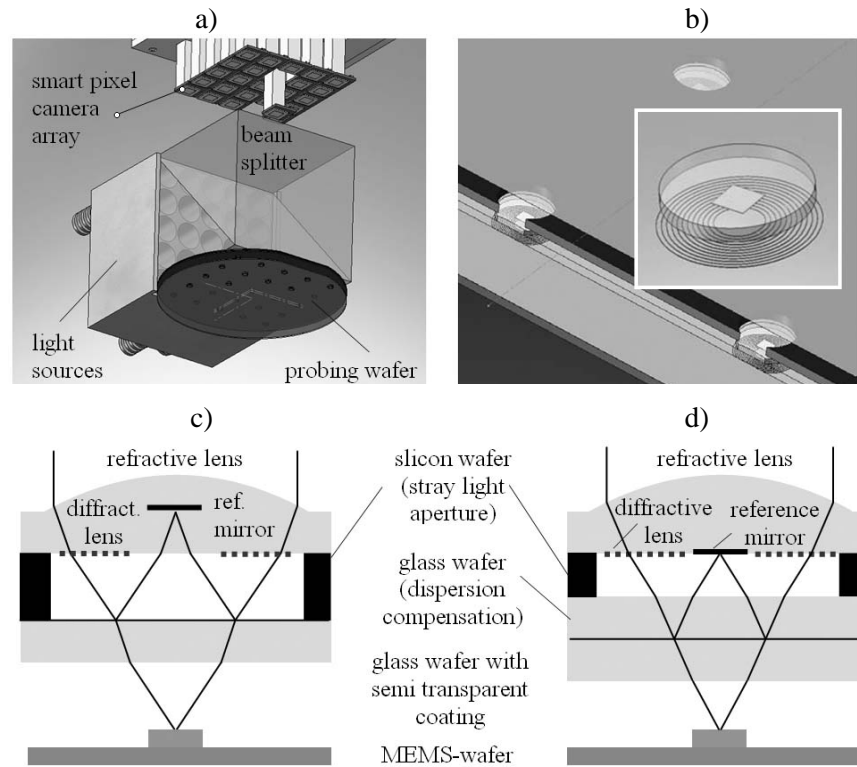 a)
b)
smart pixel
camera
array
beam
splitter
light
sources
probing wafer
c)
d)
refractive lens
diffract.
lens
ref.
mirror
silicon wafer
(stray light
aperture)
glass wafer
(dispersion
compensation)
glass wafer with
semi transparent
coating
MEMS-wafer
refractive lens
diffractive
lens
reference
mirror